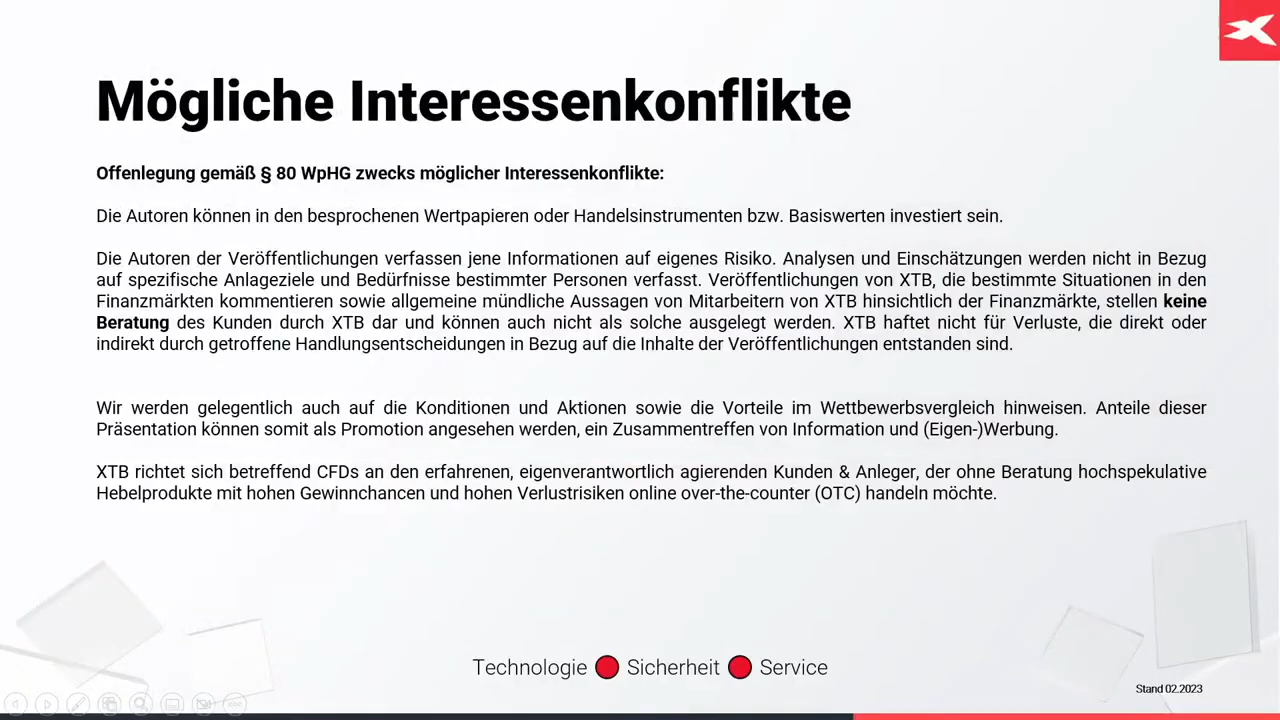 Mögliche Interessenkonflikte
Offenlegung gemäß § 80 WpHG zwecks möglicher Interessenkonflikte:
Die Autoren können in den besprochenen Wertpapieren oder Handelsinstrumenten bzw. Basiswerten investiert sein.
Die Autoren der Veröffentlichungen verfassen jene Informationen auf eigenes Risiko. Analysen und Einschätzungen werden nicht in Bezug
auf spezifische Anlageziele und Bedürfnisse bestimmter Personen verfasst. Veröffentlichungen von XTB, die bestimmte Situationen in den
Finanzmärkten kommentieren sowie allgemeine mündliche Aussagen von Mitarbeitern von XTB hinsichtlich der Finanzmärkte, stellen keine
Beratung des Kunden durch XTB dar und können auch nicht als solche ausgelegt werden. XTB haftet nicht für Verluste, die direkt oder
indirekt durch getroffene Handlungsentscheidungen in Bezug auf die Inhalte der Veröffentlichungen entstanden sind.
Wir werden gelegentlich auch auf die Konditionen und Aktionen sowie die Vorteile im Wettbewerbsvergleich hinweisen. Anteile dieser
Präsentation können somit als Promotion angesehen werden, ein Zusammentreffen von Information und (Eigen-)Werbung.
XTB richtet sich betreffend CFDs an den erfahrenen, eigenverantwortlich agierenden Kunden & Anleger, der ohne Beratung hochspekulative
Hebelprodukte mit hohen Gewinnchancen und hohen Verlustrisiken online over-the-counter (OTC) handeln möchte.
Technologie Sicherheit Service
Stand 02.2023